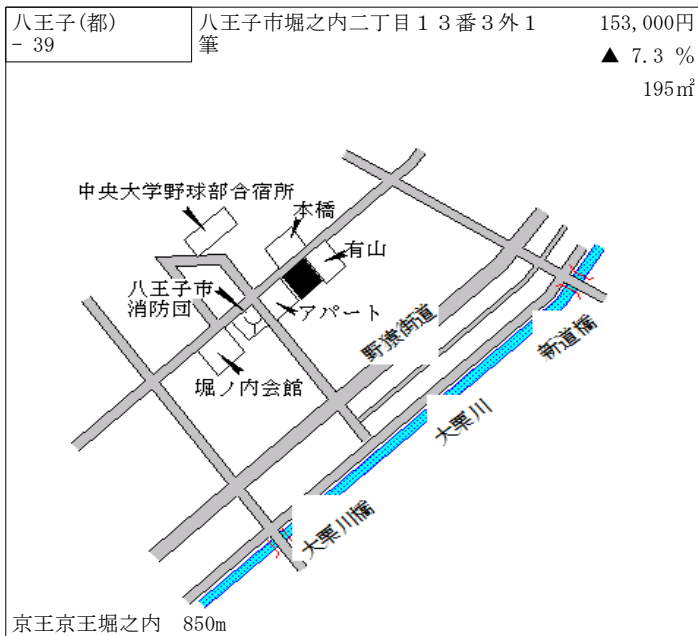 八王子(都)
- 39
八王子市堀之内二丁目１３番３外１
筆
153,000円
▲ 7.3 %
195㎡
中央大学野球部合宿所
本橋
有山
八王子市
消防団
アパート
堀ノ内会館
野猿街道
新道橋
大栗川
大栗川橋
京王京王堀之内　850m